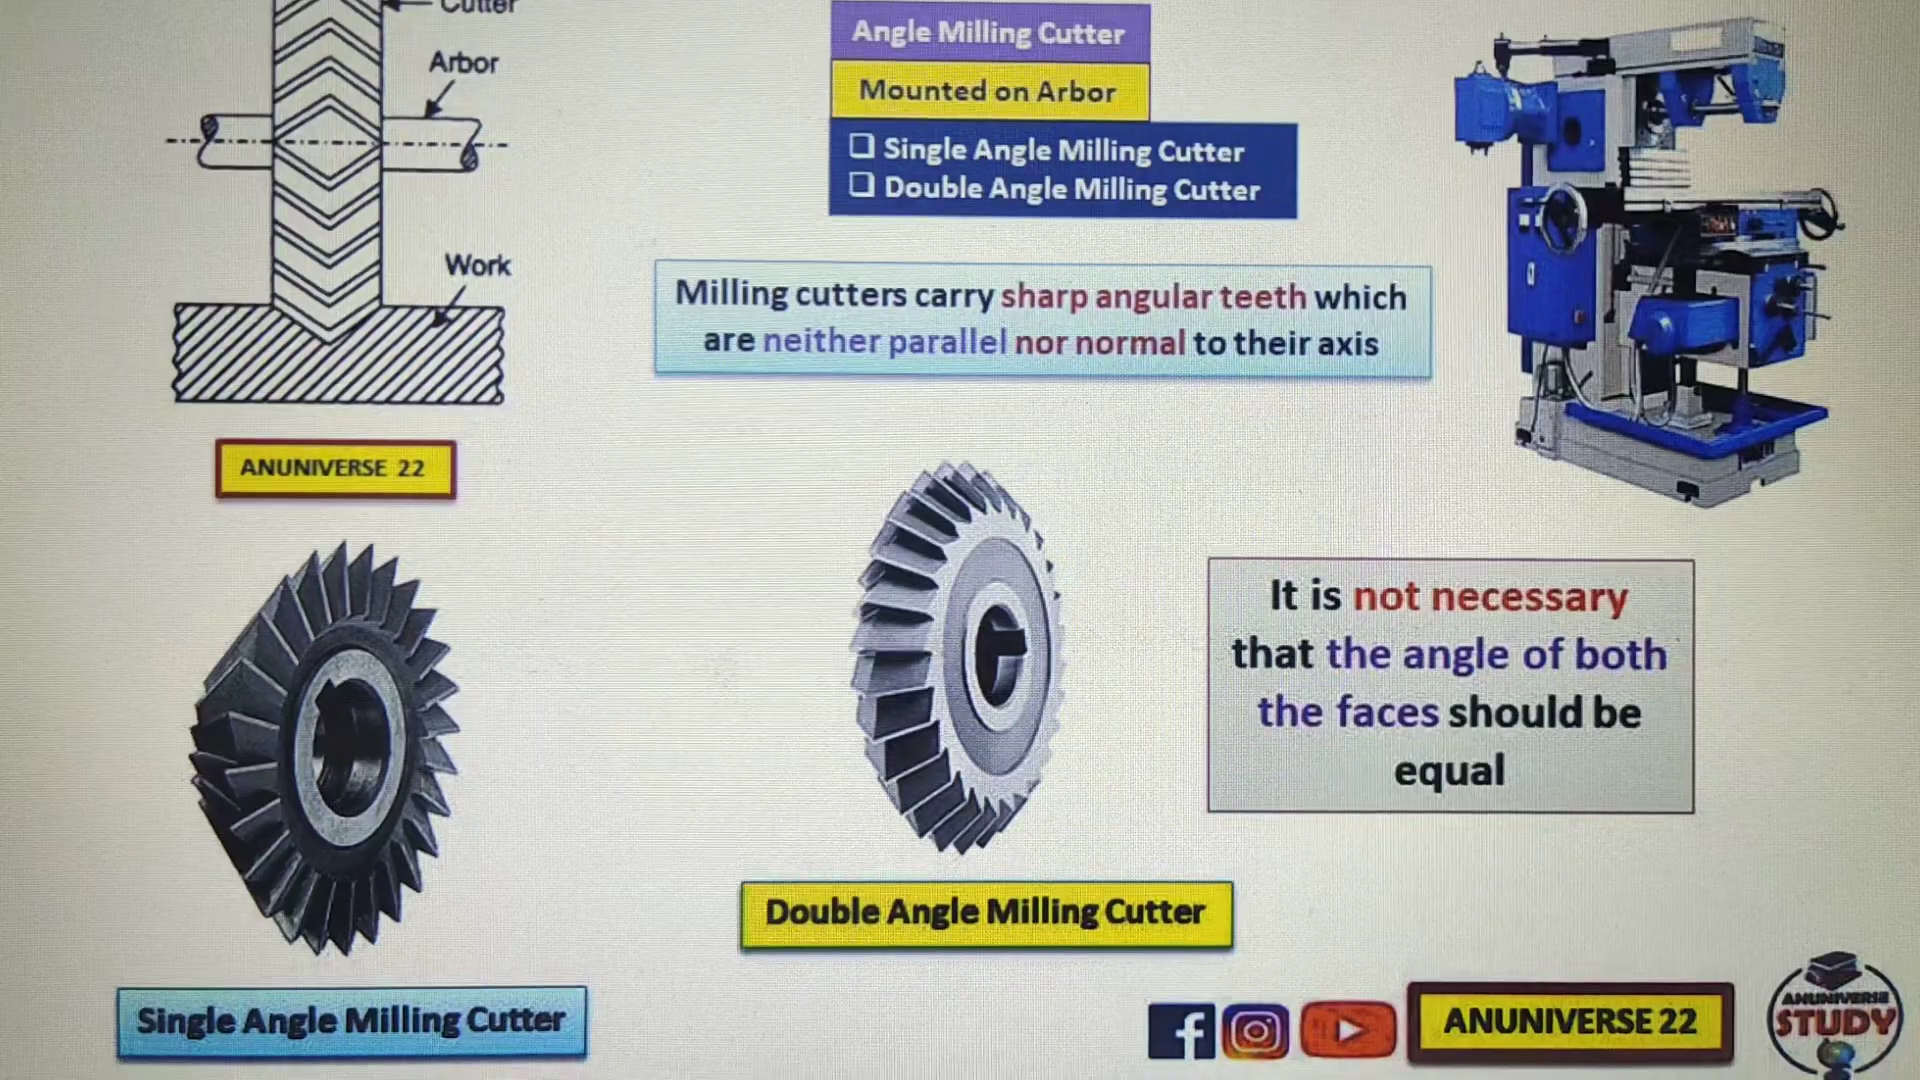 Cutter
Arbor
Work
ANUNIVERSE 22
Angle Milling Cutter
Mounted on Arbor
❑ Single Angle Milling Cutter
❑ Double Angle Milling Cutter
Milling cutters carry sharp angular teeth which
are neither parallel nor normal to their axis
It is not necessary
that the angle of both
the faces should be
equal
Double Angle Milling Cutter
Single Angle Milling Cutter
ANUNIVERSE 22
ANUNIVERSE
STUDY